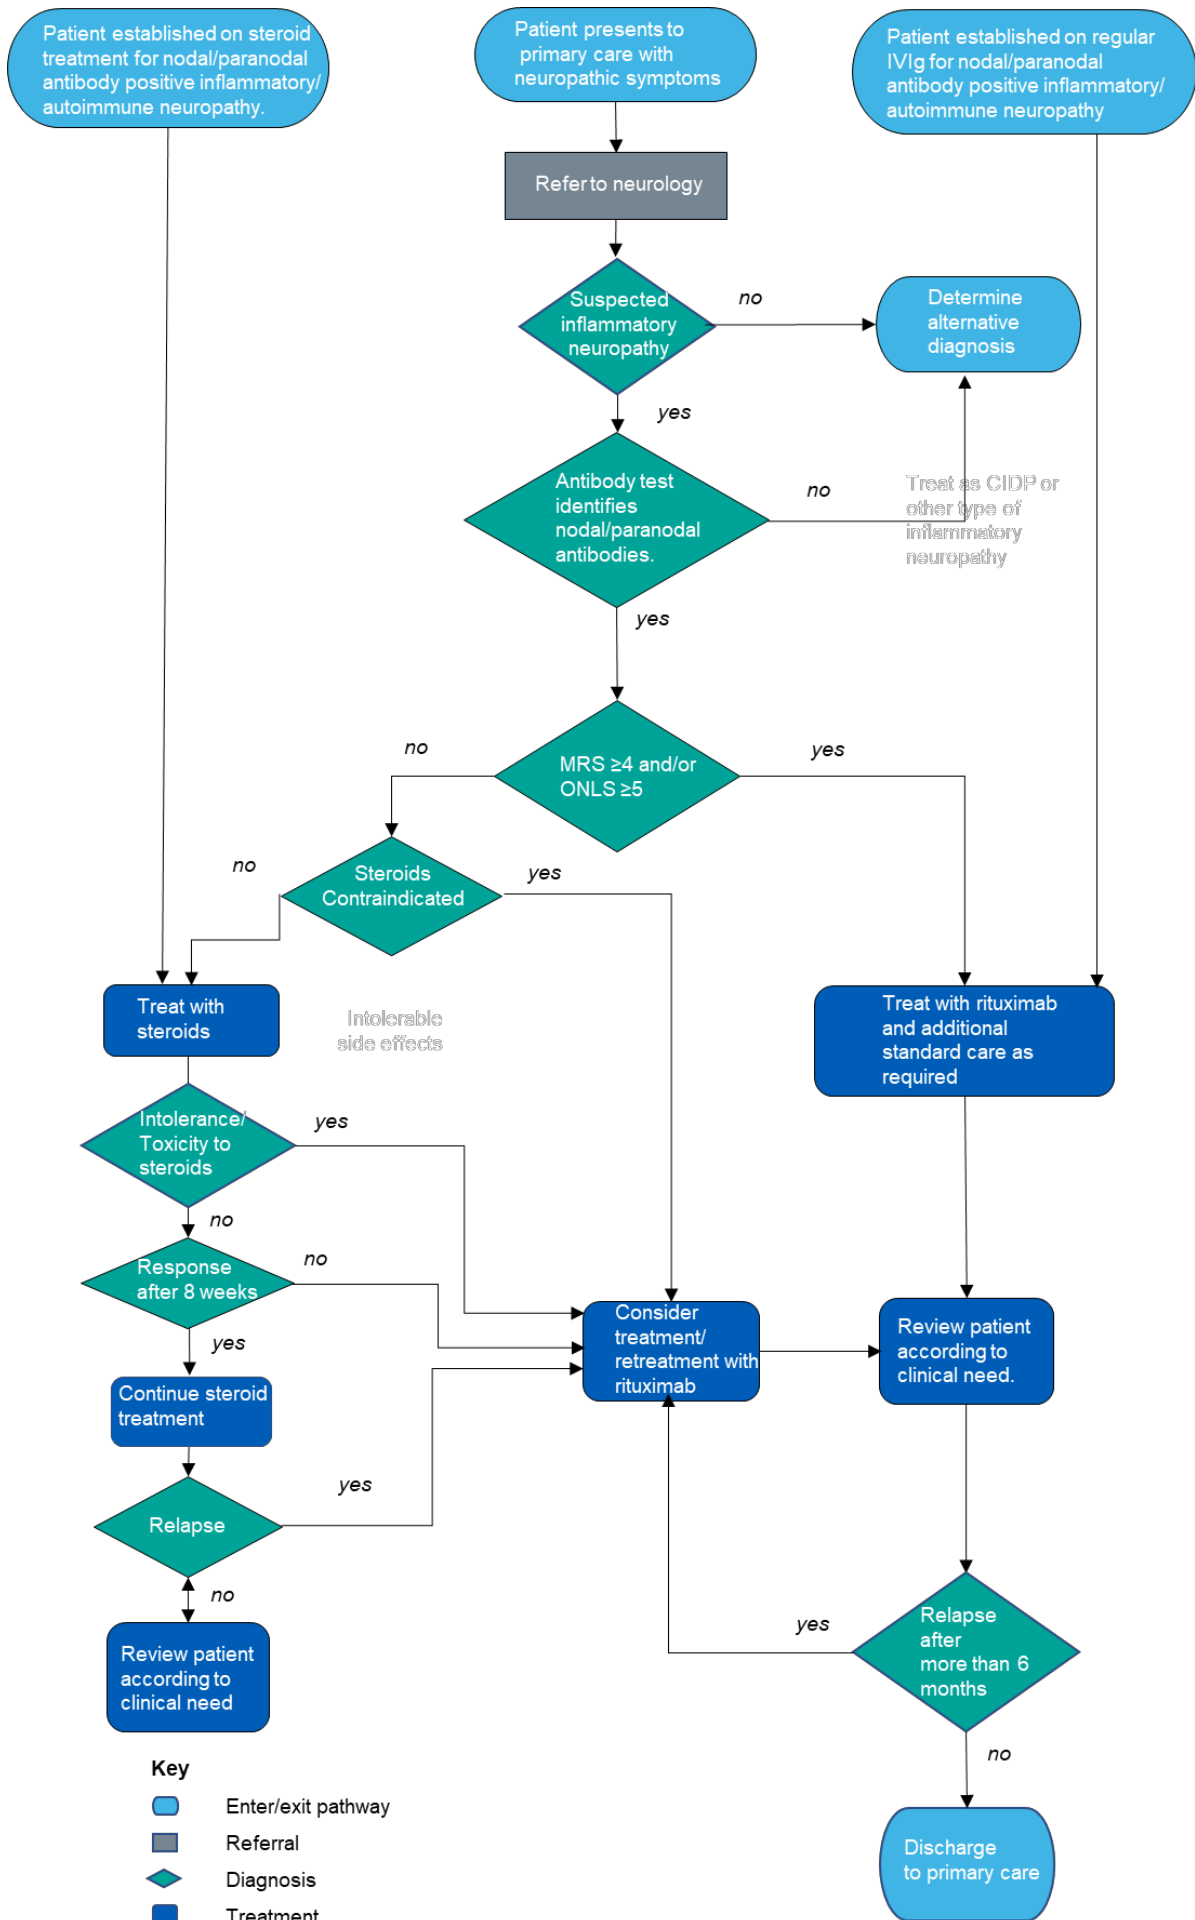 Patient established on steroid
treatment for nodal/paranodal
antibody positive inflammatory/
autoimmune neuropathy.
Patient presents to
primary care with
neuropathic symptoms
Patient established on regular
IVIg for nodal/paranodal
antibody positive inflammatory/
autoimmune neuropathy
Refer to neurology
Suspected
inflammatory
neuropathy
no
Determine
alternative
diagnosis
yes
Antibody test
identifies
nodal/paranodal
antibodies.
no
Treat as CIDP or
other type of
inflammatory
neuropathy
yes
MRS ≥4 and/or
ONLS ≥5
no
yes
Steroids
Contraindicated
no
yes
Treat with
steroids
Intolerable
side effects
Treat with rituximab
and additional
standard care as
required
Intolerance/
Toxicity to
steroids
yes
no
Response
after 8 weeks
no
yes
Consider
treatment/
retreatment with
rituximab
Review patient
according to
clinical need.
Continue steroid
treatment
Relapse
yes
no
Review patient
according to
clinical need
Relapse
after
more than 6
months
yes
no
Discharge
to primary care
Key
Enter/exit pathway
Referral
Diagnosis
Treatment